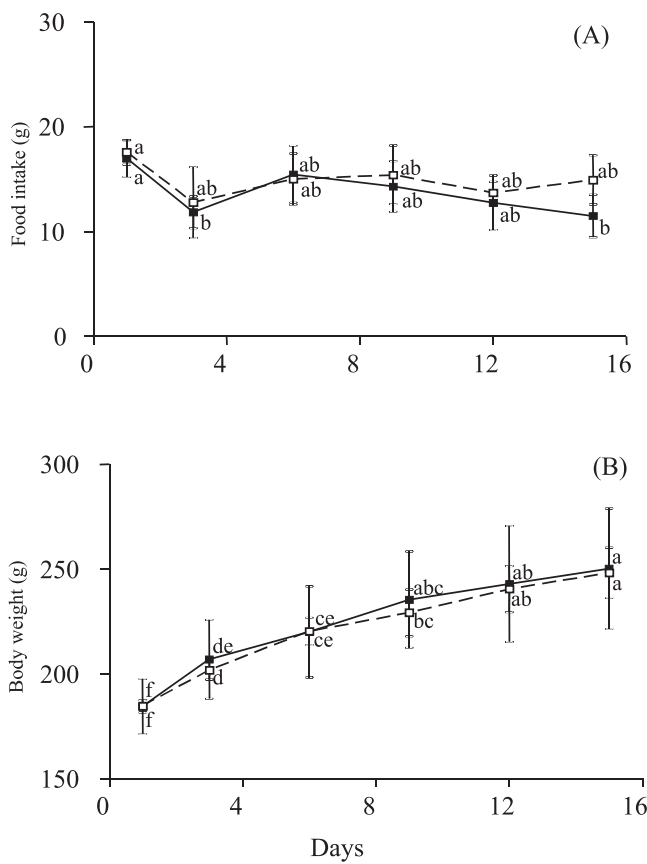 30
(A)
a
20
ab
ab
ab
ab
ab
Food intake (g)
a
b
ab
ab
ab
b
10
0
0
4
8
12
16
300
(B)
250
a
ab
a
abc
ab
bc
Body weight (g)
ce
ce
de
200
d
f
f
150
0
4
8
12
16
Days